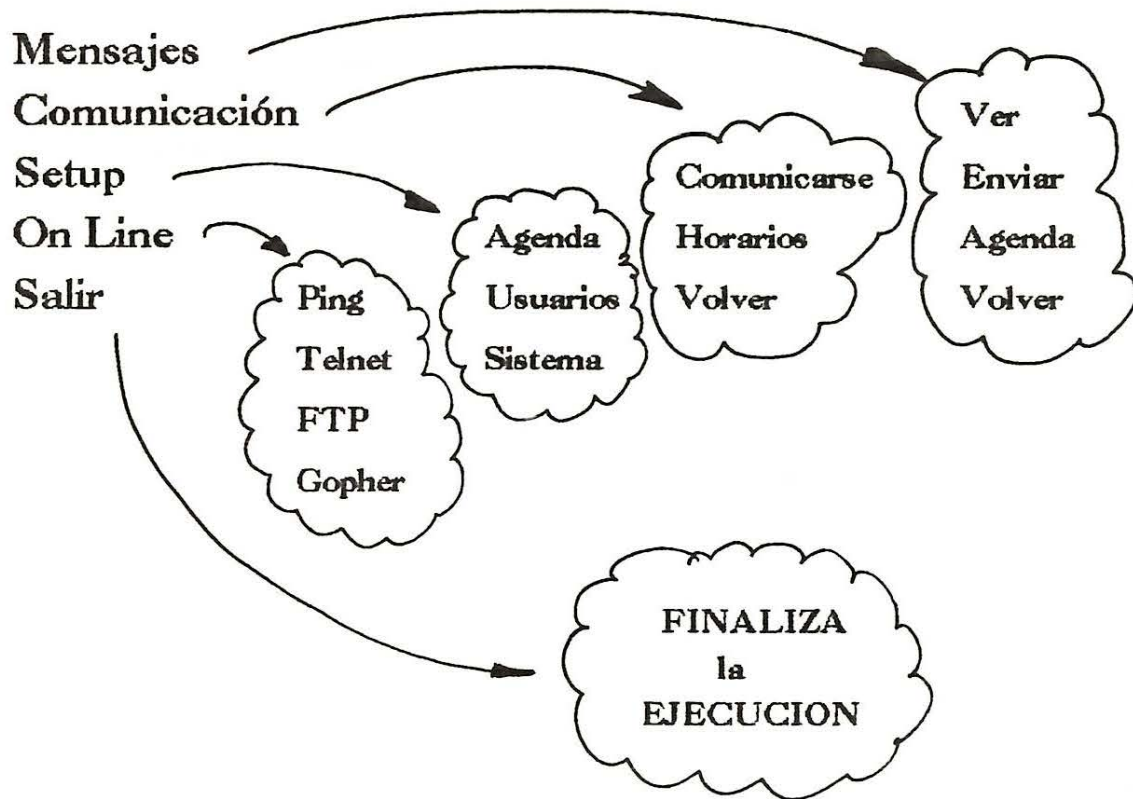 Mensajes
Comunicación
Setup
On Line
Salir
Ver
Enviar
Agenda
Volver
Comunicarse
Horarios
Volver
Agenda
Usuarios
Sistema
Ping
Telnet
FTP
Gopher
FINALIZA
la
EJECUCION